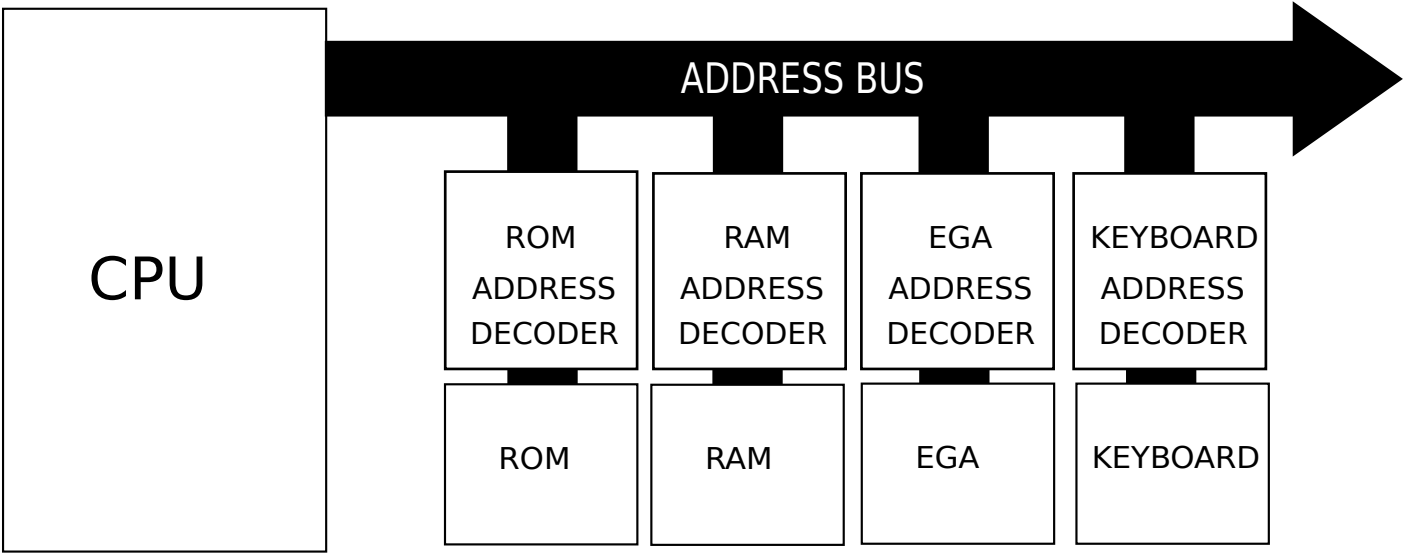 ADDRESS BUS
CPU
ROM
ADDRESS
DECODER
RAM
ADDRESS
DECODER
EGA
ADDRESS
DECODER
KEYBOARD
ADDRESS
DECODER
ROM
RAM
EGA
KEYBOARD